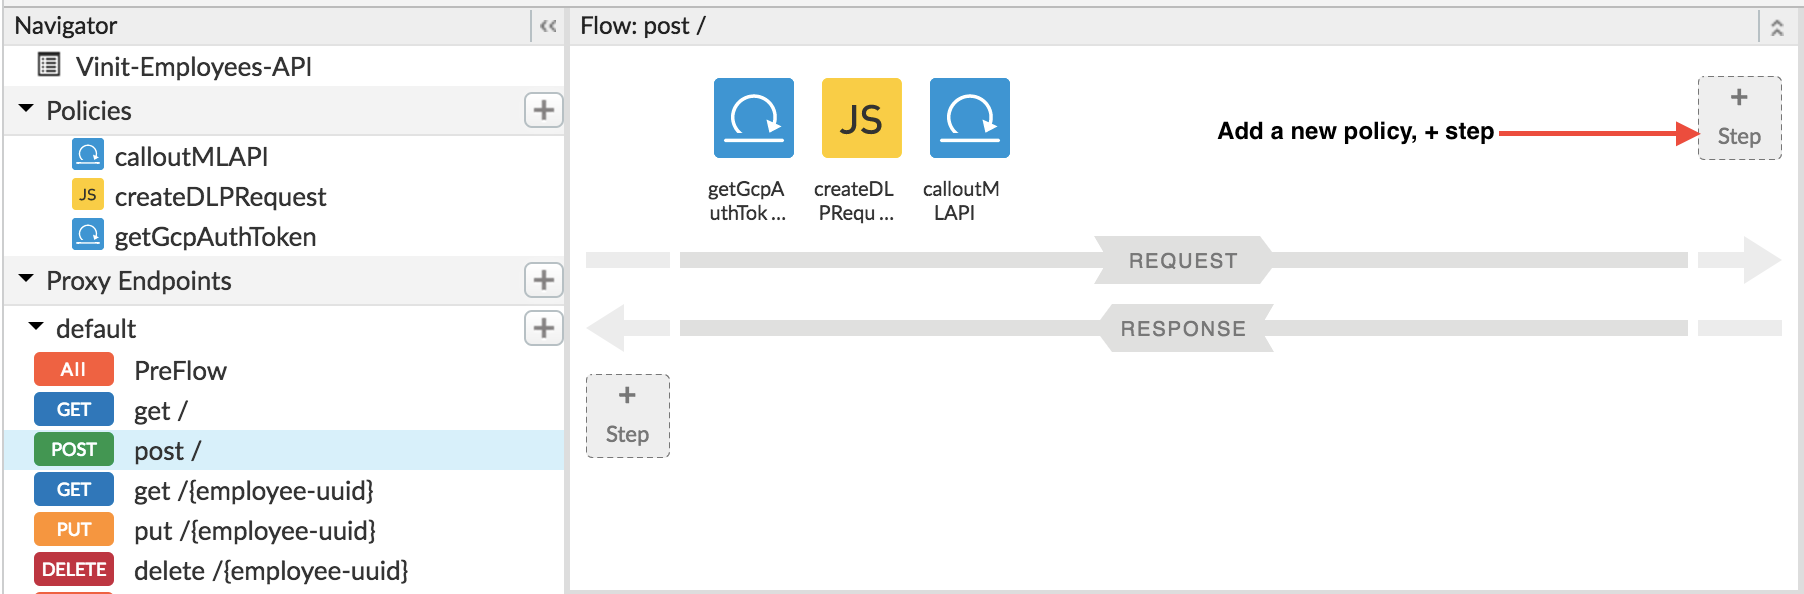 Navigator
Vinit-Employees-API
Policies
calloutMLAPI
JS createDLPRequest
getGcpAuthToken
Proxy Endpoints
default
All PreFlow
GET get /
POST post /
GET get /{employee-uuid}
PUT put /{employee-uuid}
DELETE delete /{employee-uuid}
Flow: post /
JS
getGcpA
uthTok ...
createDL
PRequ ...
calloutM
LAPI
Add a new policy, + step
+
Step
REQUEST
RESPONSE
+
Step